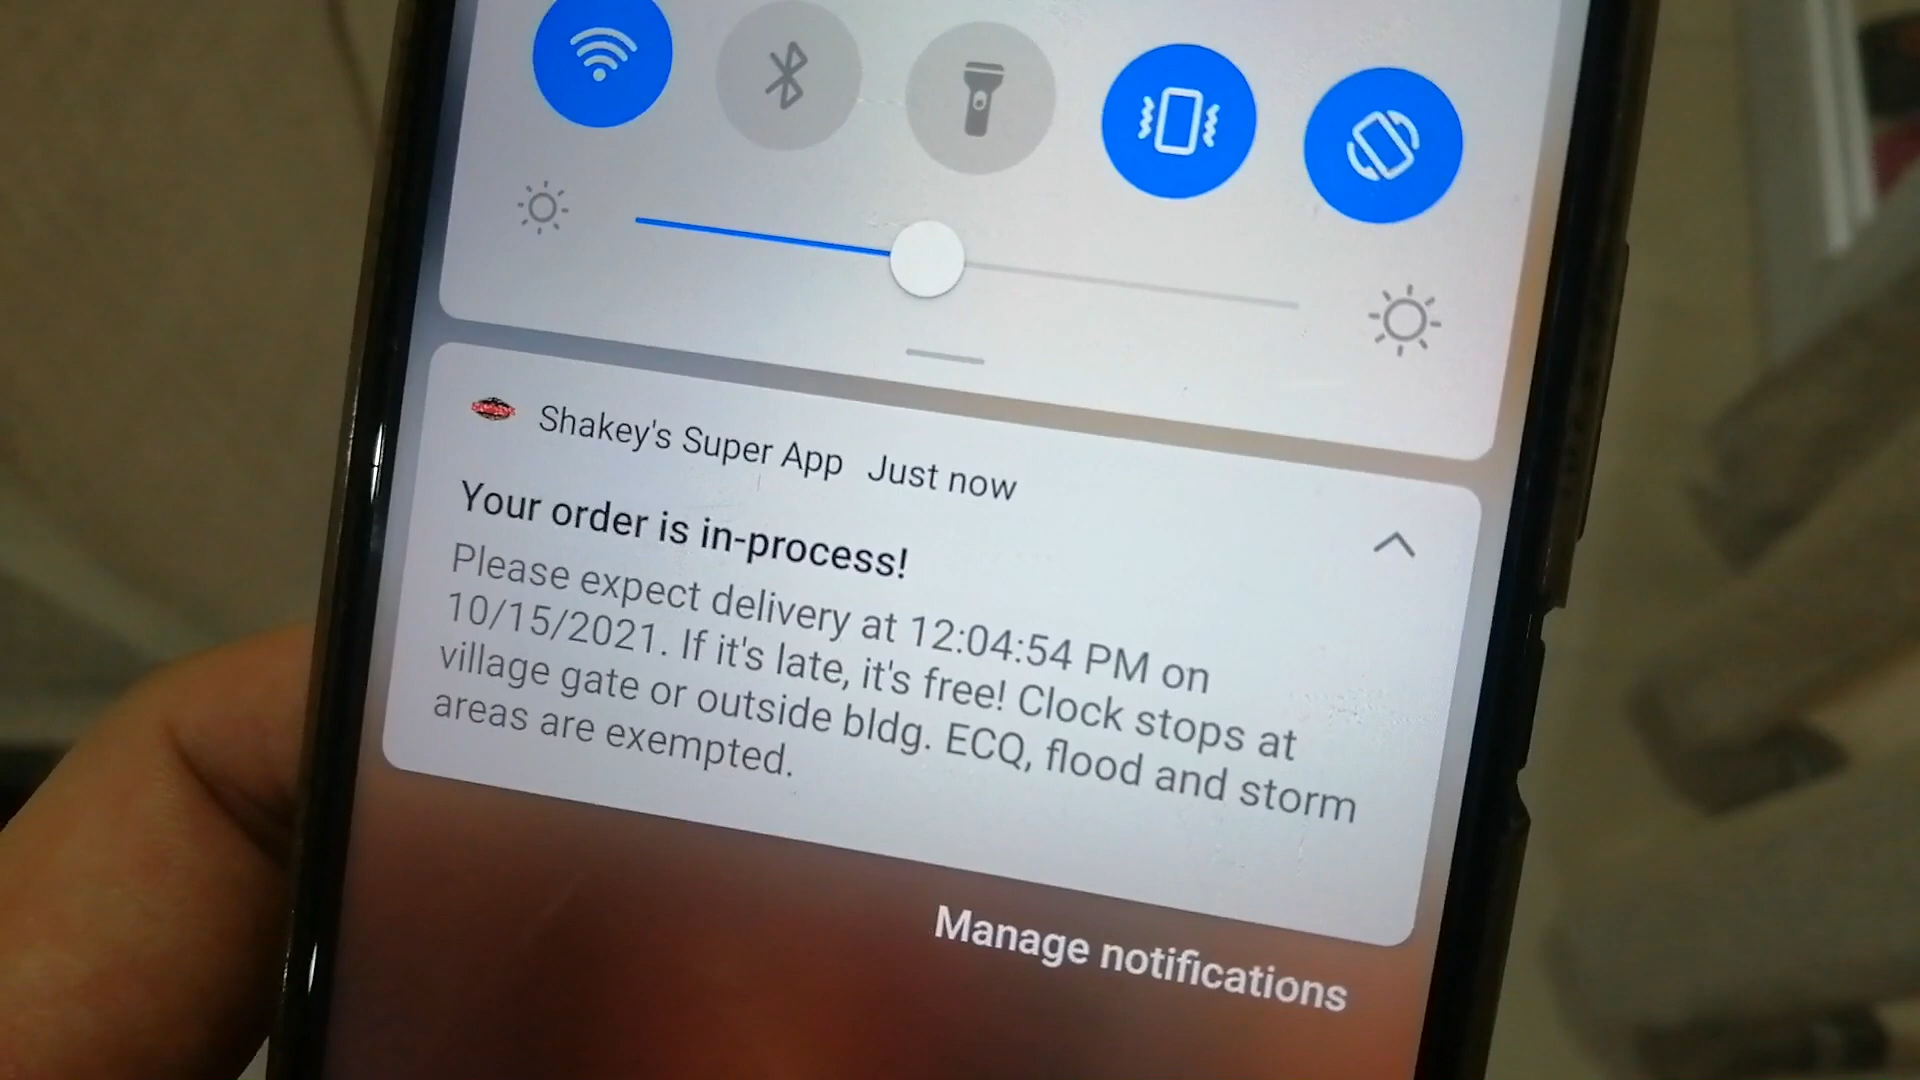 Shakey's Super App Just now
Your order is in-process!
Please expect delivery at 12:04:54 PM on
10/15/2021. If it's late, it's free! Clock stops at
village gate or outside bldg. ECQ, flood and storm
areas are exempted.
Manage notifications